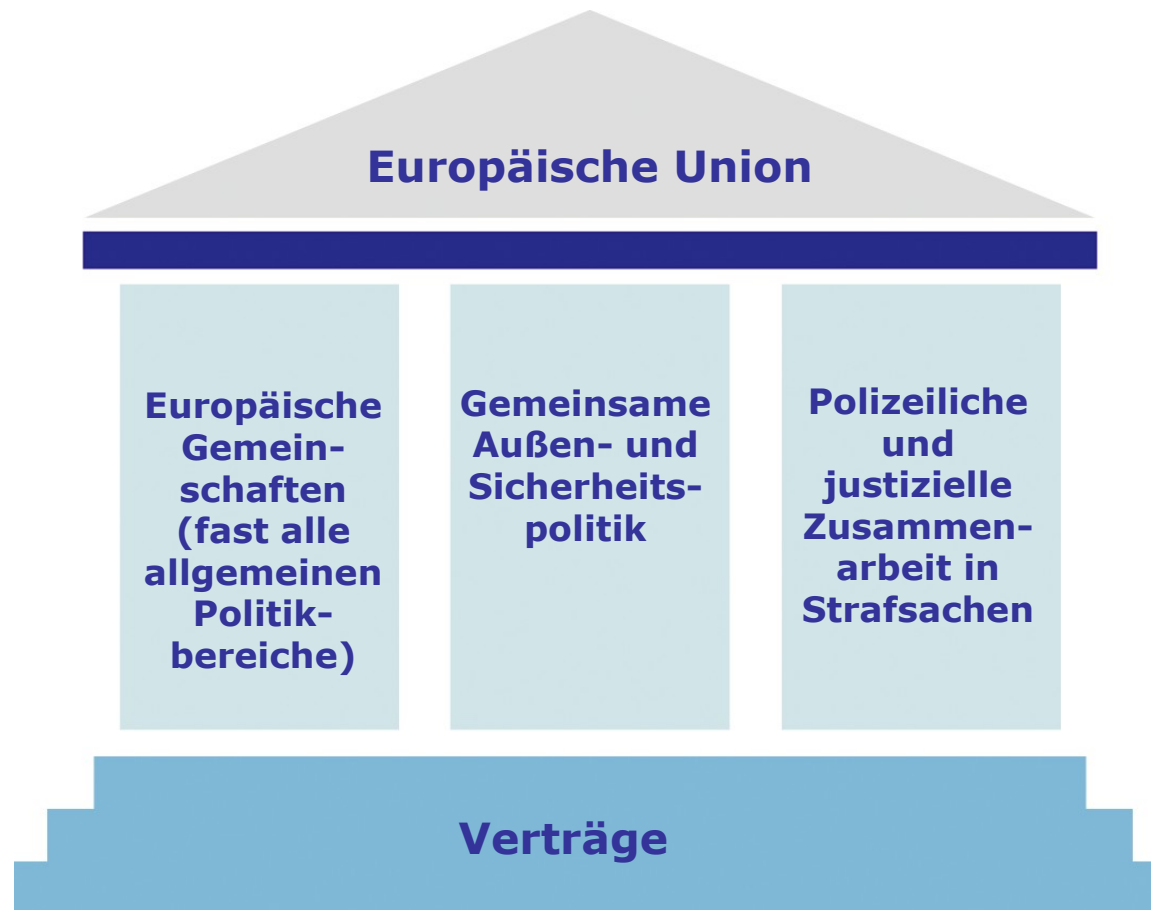 Europäische Union
Europäische
Gemein-
schaften
(fast alle
allgemeinen
Politik-
bereiche)
Gemeinsame
Außen- und
Sicherheits-
politik
Polizeiliche
und
justizielle
Zusammen-
arbeit in
Strafsachen
Verträge